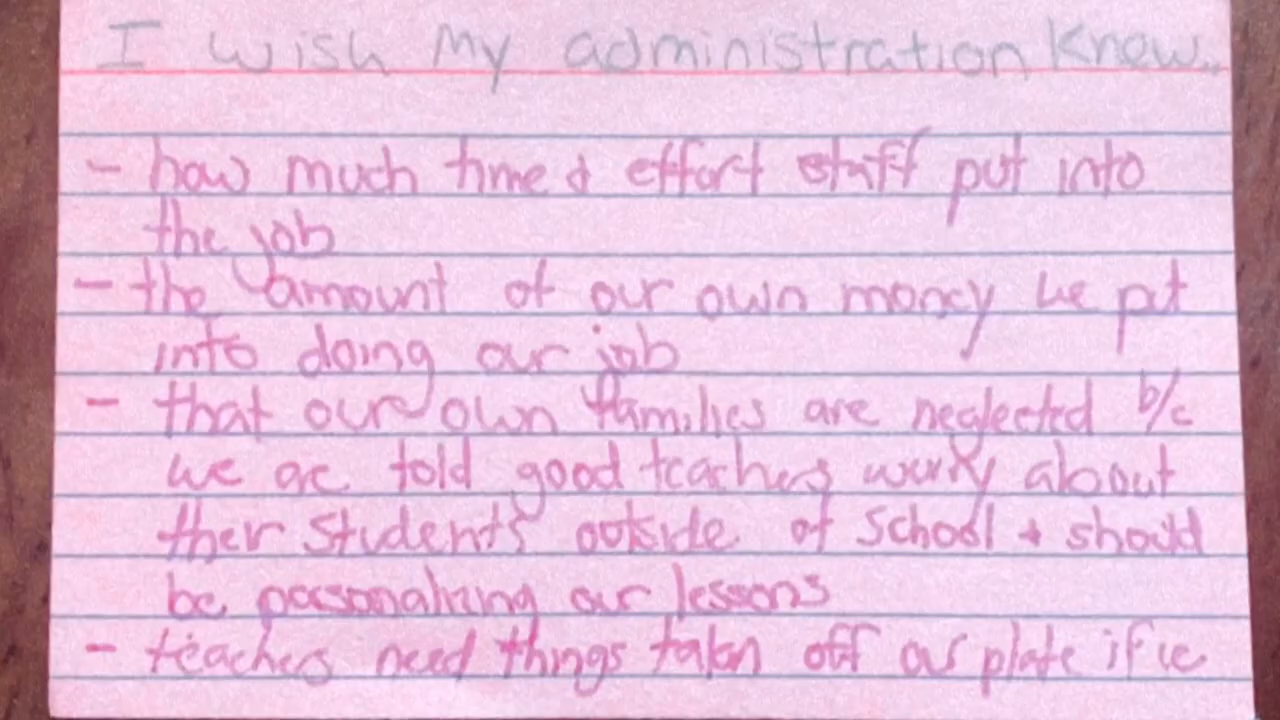 I wish my administration knew..
- how much time & effort staff put into
the job
- the amount of our own money we put
into doing our job
- that our own families are neglected b/c
we are told good teachers worry about
their students outside of school + should
be personalizing our lessons
- teachers need things taken off our plate if we